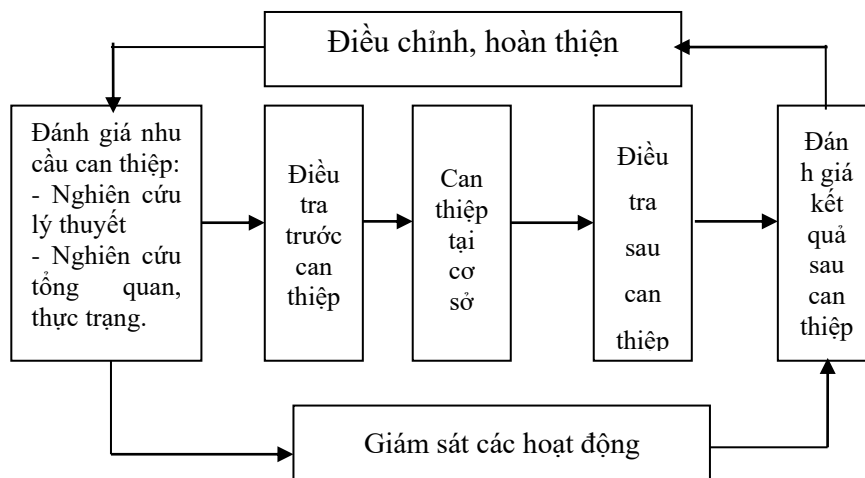 Điều chỉnh, hoàn thiện
Đánh giá nhu
cầu can thiệp:
- Nghiên cứu
lý thuyết
- Nghiên cứu
tổng quan,
thực trạng.
Điều
tra
trước
can
thiệp
Can
thiệp
tại
cơ
sở
Điều
tra
sau
can
thiệp
Đán
h giá
kết
quả
sau
can
thiệp
Giám sát các hoạt động